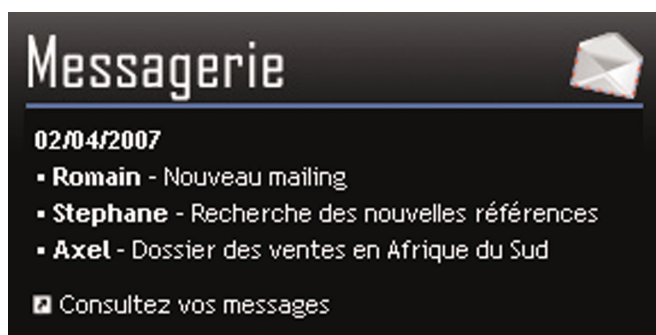 Messagerie
02/04/2007
▪ Romain - Nouveau mailing
▪ Stephane - Recherche des nouvelles références
▪ Axel - Dossier des ventes en Afrique du Sud
Consultez vos messages